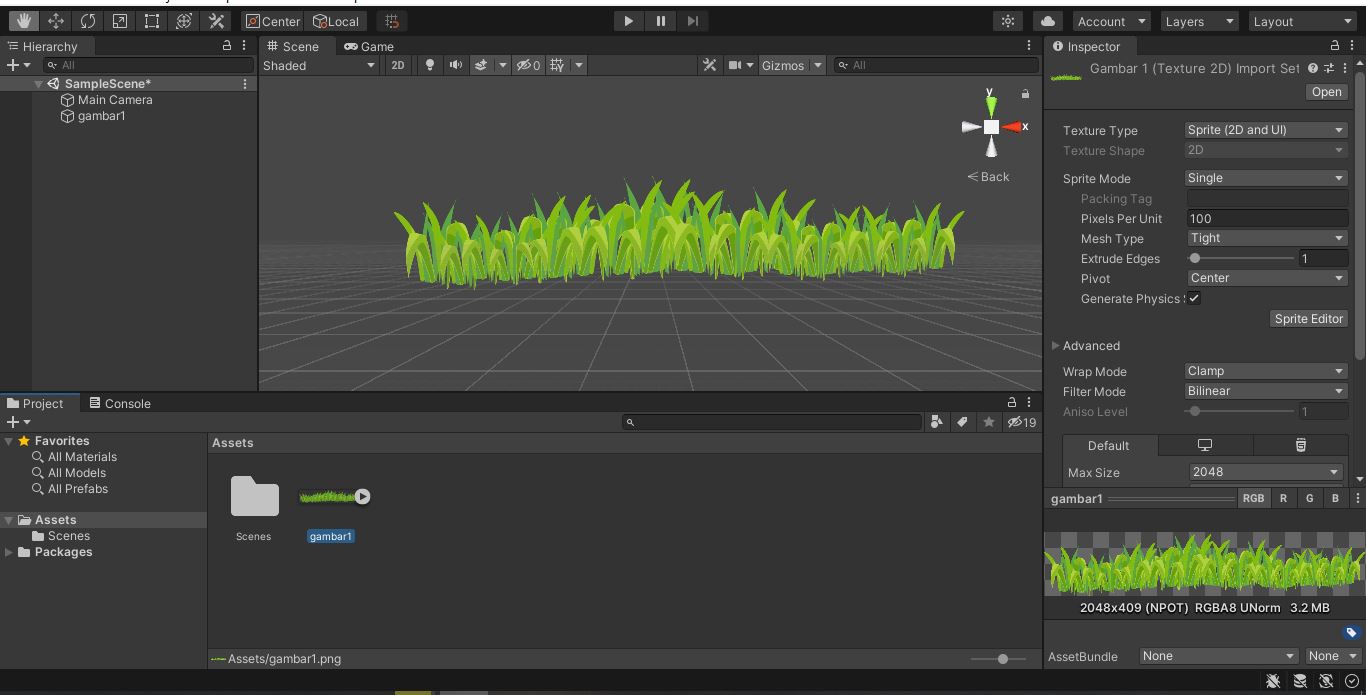 Center
Local
Account
Layers
Layout
Hierarchy
All
SampleScene*
Main Camera
gambar1
Scene
Game
Shaded
2D
0
Gizmos
All
y
x
Back
Inspector
Gambar 1 (Texture 2D) Import Set
Open
Texture Type
Sprite (2D and UI)
Texture Shape
2D
Sprite Mode
Single
Packing Tag
Pixels Per Unit
100
Mesh Type
Tight
Extrude Edges
1
Pivot
Center
Generate Physics
Sprite Editor
Advanced
Wrap Mode
Clamp
Filter Mode
Bilinear
Aniso Level
1
Default
Max Size
2048
Project
Console
19
Favorites
All Materials
All Models
All Prefabs
Assets
Scenes
Packages
Assets
Scenes
gambar1
Assets/gambar1.png
gambar1
RGB
R
G
B
2048x409 (NPOT) RGBA8 UNorm 3.2 MB
AssetBundle
None
None